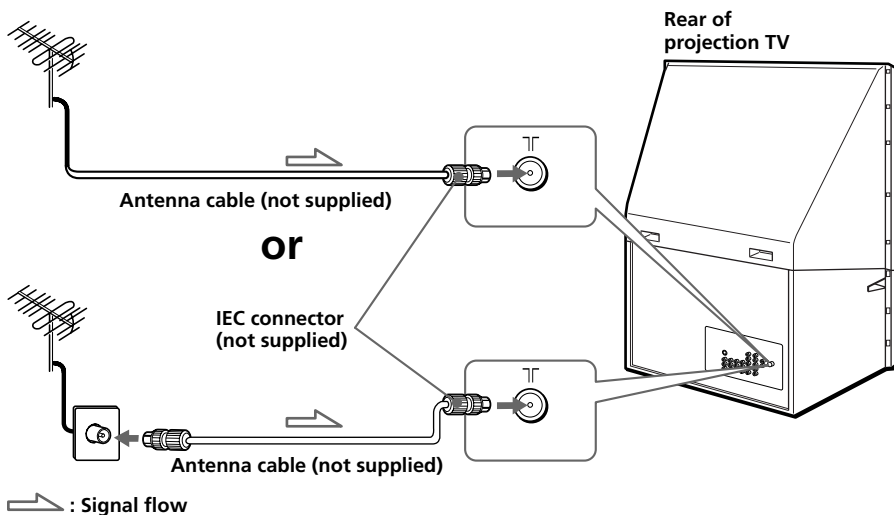 Rear of
projection TV
Antenna cable (not supplied)
or
IEC connector
(not supplied)
Antenna cable (not supplied)
: Signal flow